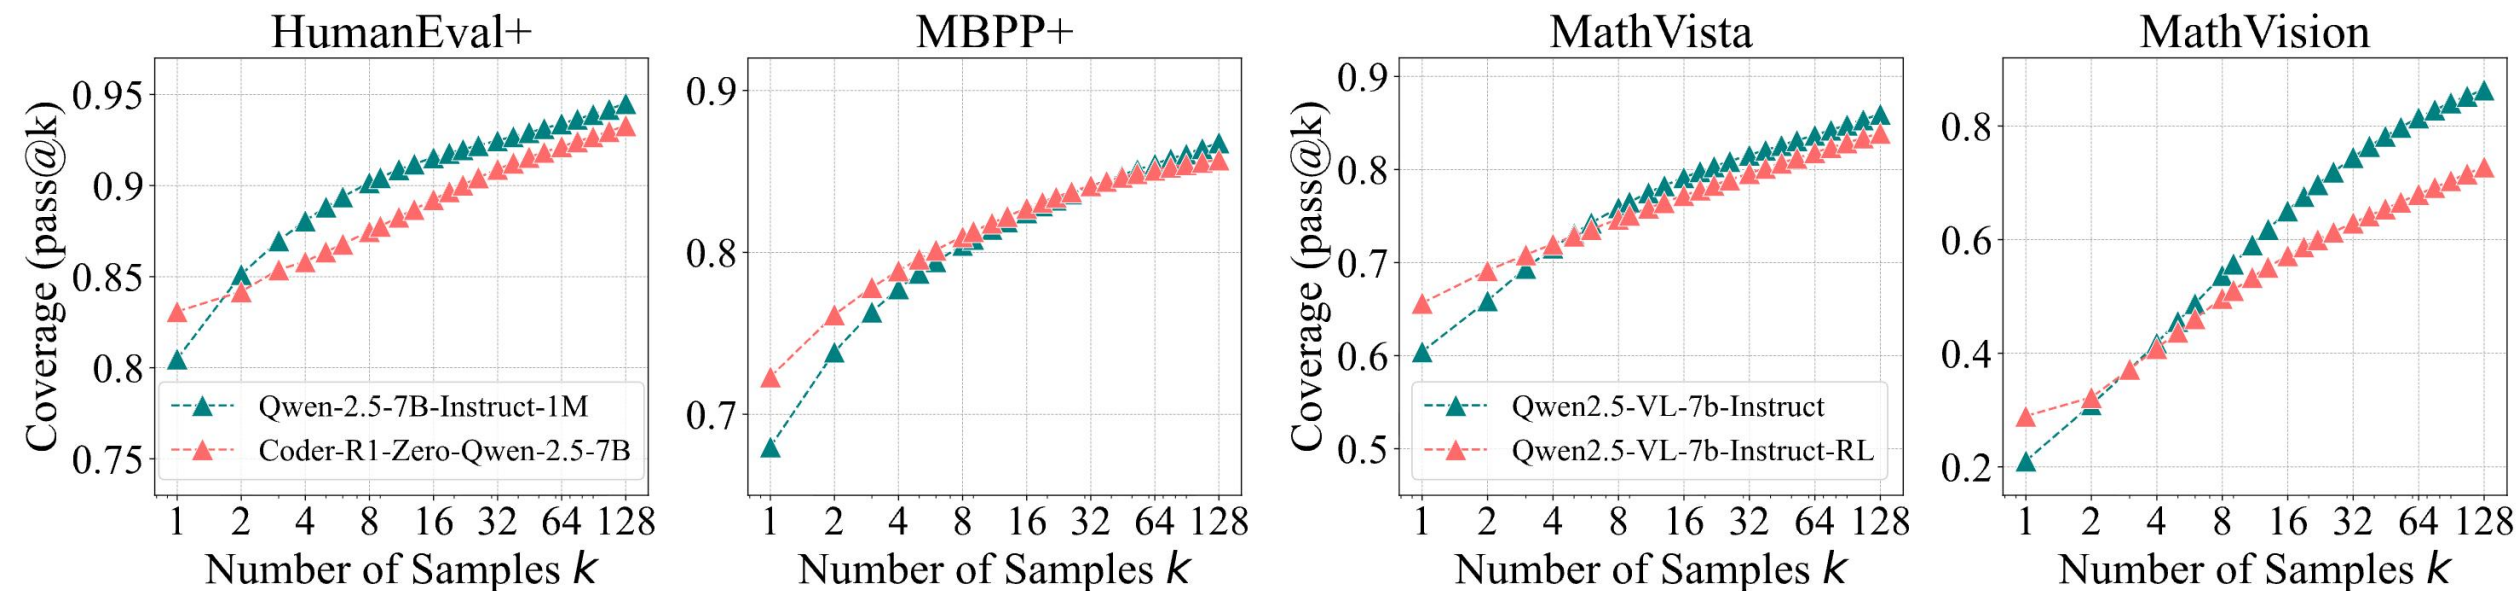 HumanEval+
Coverage (pass@k)
0.95
0.9
0.85
0.8
0.75
Qwen-2.5-7B-Instruct-1M
Coder-R1-Zero-Qwen-2.5-7B
1 2 4 8 16 32 64 128
Number of Samples k
MBPP+
0.9
0.8
0.7
1 2 4 8 16 32 64 128
Number of Samples k
MathVista
Coverage (pass@k)
0.9
0.8
0.7
0.6
0.5
Qwen2.5-VL-7b-Instruct
Qwen2.5-VL-7b-Instruct-RL
1 2 4 8 16 32 64 128
Number of Samples k
MathVision
0.8
0.6
0.4
0.2
1 2 4 8 16 32 64 128
Number of Samples k